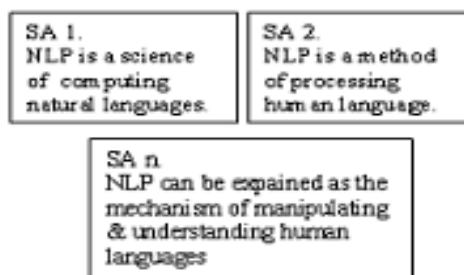 SA 1.
NLP is a science
of computing
natural languages.
SA 2.
NLP is a method
of processing
human language.
SA n
NLP can be expained as the
mechanism of manipulating
& understanding human
languages